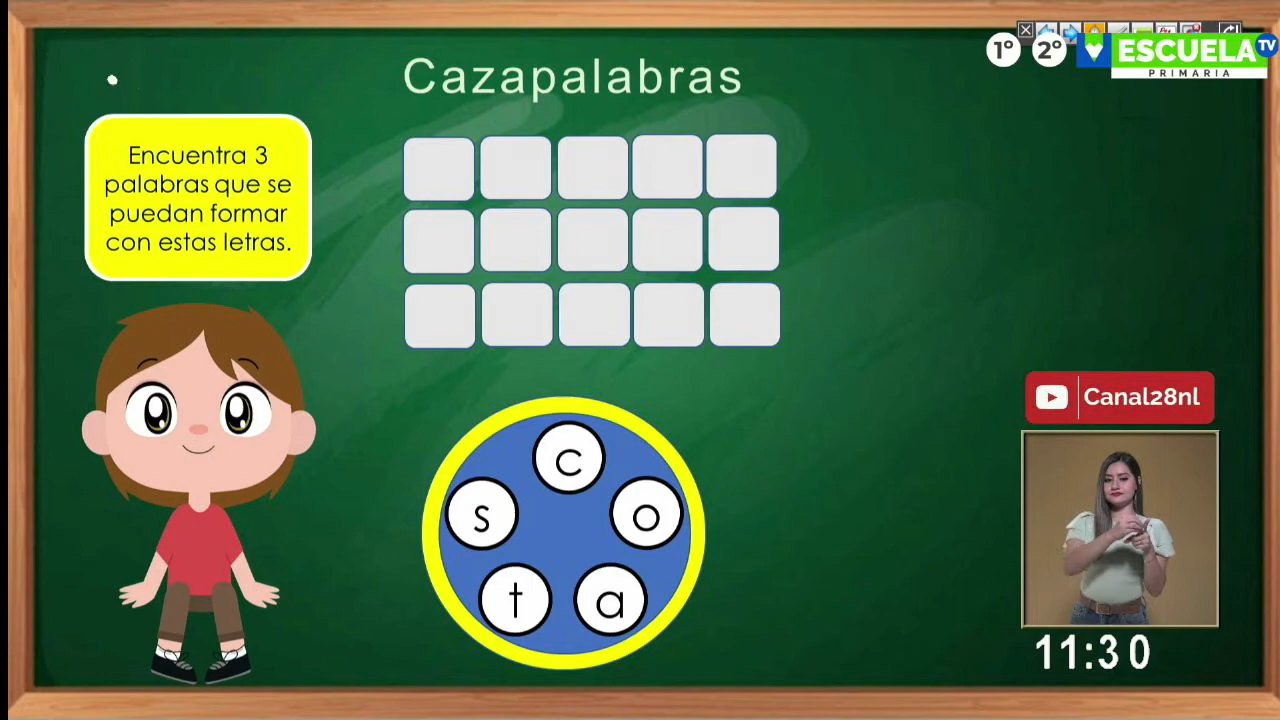 Cazapalabras
1° 2° ESCUELA TV
PRIMARIA
Encuentra 3
palabras que se
puedan formar
con estas letras.
c
s o
t a
Canal28nl
11:30